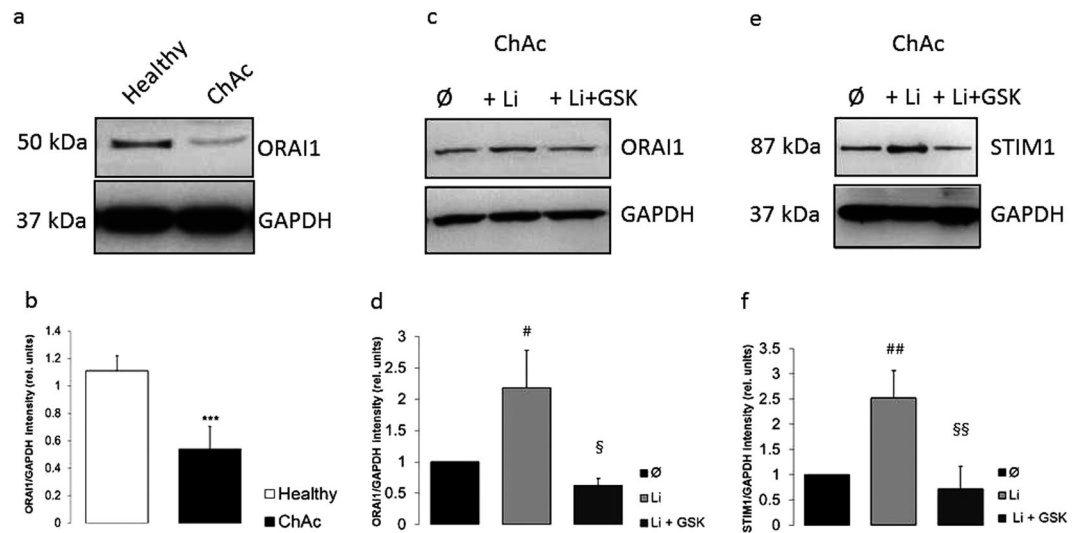 a
Healthy
ChAc
50 kDa
ORAI1
37 kDa
GAPDH
b
ORAI1/GAPDH Intensity (rel. units)
1.4
1.2
1
0.8
0.6
0.4
0.2
0
***
Healthy
ChAc
c
ChAc
Ø + Li + Li+GSK
ORAI1
GAPDH
d
ORAI1/GAPDH Intensity (rel. units)
3
2.5
2
1.5
1
0.5
0
#
§
Ø
Li
Li + GSK
e
ChAc
Ø + Li + Li+GSK
87 kDa
STIM1
37 kDa
GAPDH
f
STIM1/GAPDH Intensity (rel. units)
3.5
3
2.5
2
1.5
1
0.5
0
##
§§
Ø
Li
Li + GSK